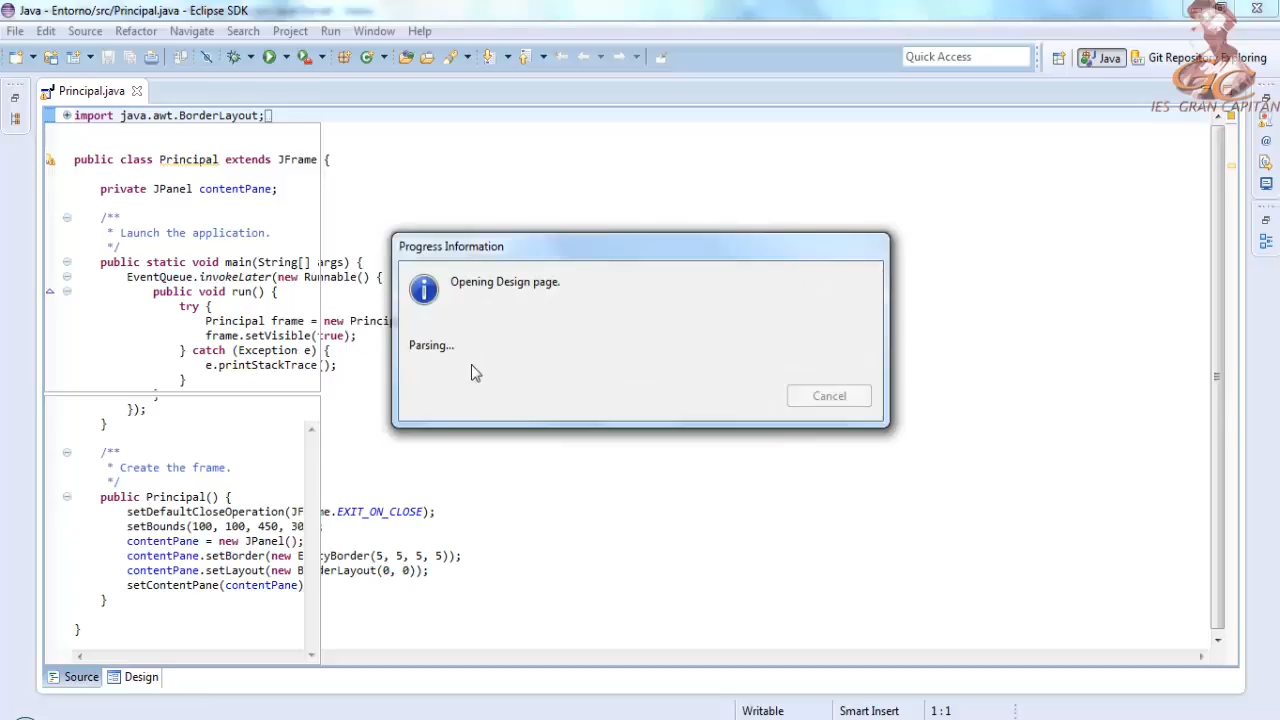 Java - Entorno/src/Principal.java - Eclipse SDK
File Edit Source Refactor Navigate Search Project Run Window Help
Quick Access
Java
Git Repository Exploring
IES GRAN CAPITAN
Principal.java
import java.awt.BorderLayout;
public class Principal extends JFrame {
private JPanel contentPane;
/**
* Launch the application.
*/
public static void main(String[] args) {
EventQueue.invokeLater(new Runnable() {
public void run() {
try {
Principal frame = new Princi
frame.setVisible(true);
} catch (Exception e) {
e.printStackTrace();
}
}
});
}
/**
* Create the frame.
*/
public Principal() {
setDefaultCloseOperation(JFrame.EXIT_ON_CLOSE);
setBounds(100, 100, 450, 30
contentPane = new JPanel();
contentPane.setBorder(new EmptyBorder(5, 5, 5, 5));
contentPane.setLayout(new BorderLayout(0, 0));
setContentPane(contentPane)
}
}
Progress Information
Opening Design page.
Parsing...
Cancel
Source Design
Writable Smart Insert 1 : 1